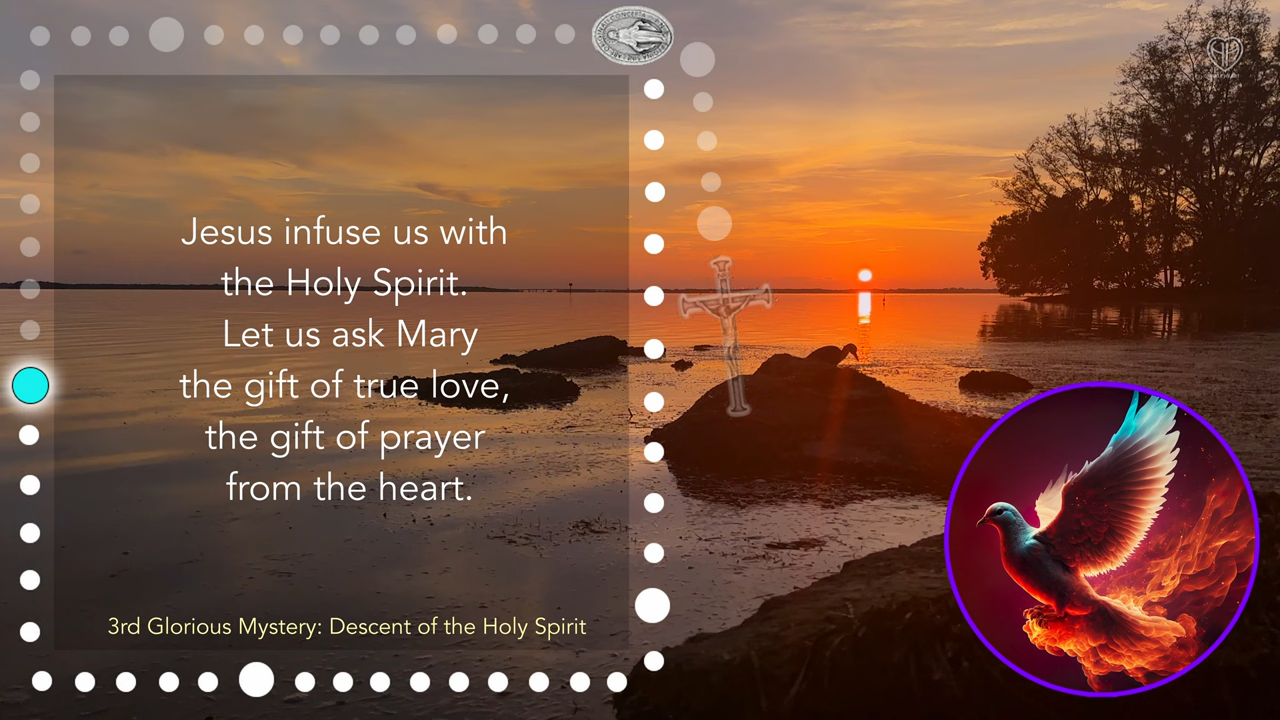 Jesus infuse us with
the Holy Spirit.
Let us ask Mary
the gift of true love,
the gift of prayer
from the heart.
3rd Glorious Mystery: Descent of the Holy Spirit